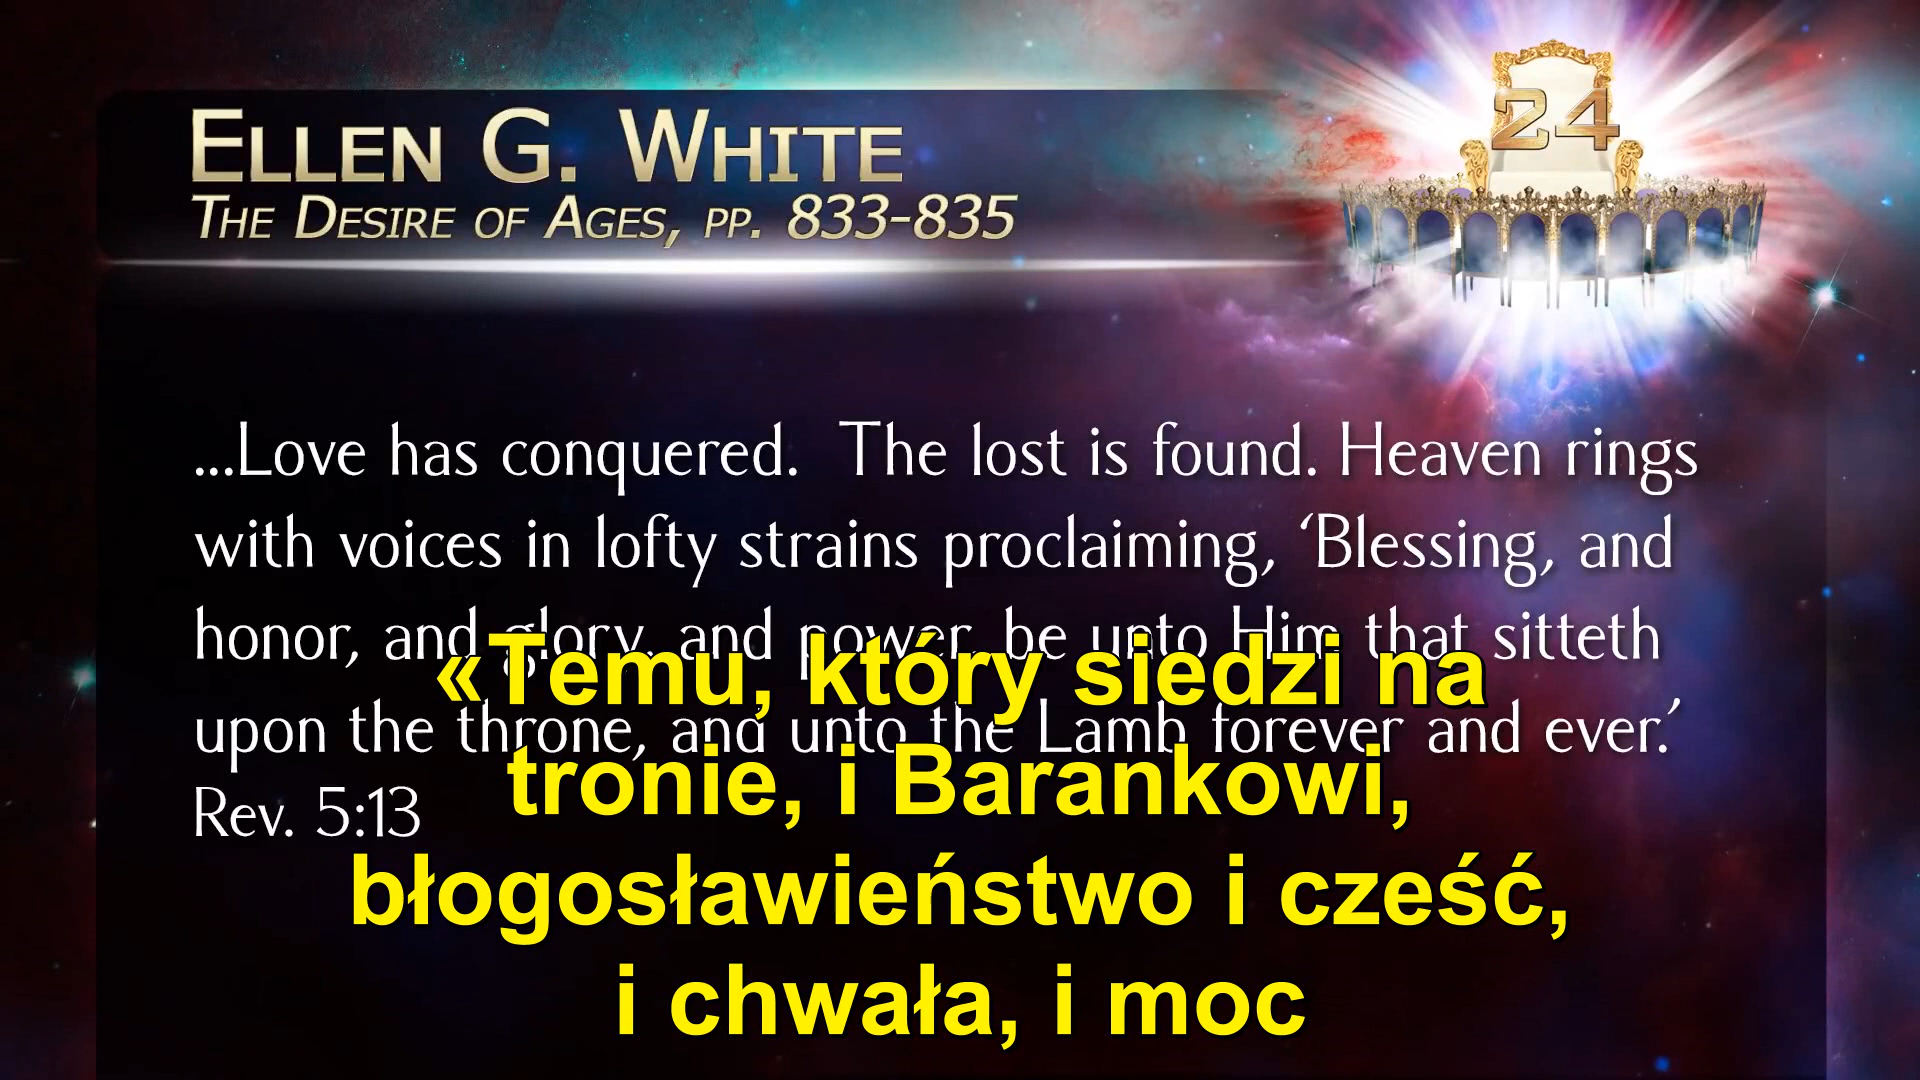 ELLEN G. WHITE
THE DESIRE OF AGES, PP. 833-835
24
...Love has conquered. The lost is found. Heaven rings
with voices in lofty strains proclaiming, ‘Blessing, and
honor, and glory, and power, be unto Him that sitteth
upon the throne, and unto the Lamb forever and ever.’
Rev. 5:13
«Temu, który siedzi na
tronie, i Barankowi,
błogosławieństwo i cześć,
i chwała, i moc